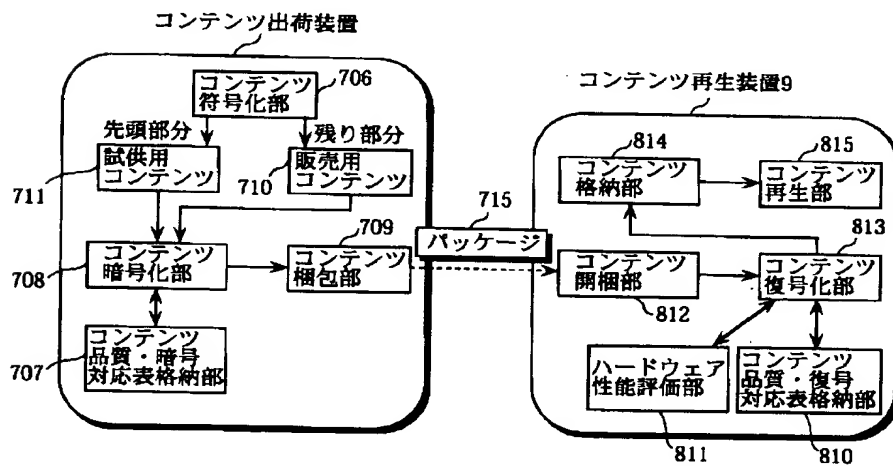 コンテンツ出荷装置
コンテンツ
符号化部
706
先頭部分
残り部分
試供用
コンテンツ
711
販売用
コンテンツ
710
コンテンツ
暗号化部
708
コンテンツ
梱包部
709
コンテンツ
品質・暗号
対応表格納部
707
715
パッケージ
コンテンツ再生装置9
814
コンテンツ
格納部
815
コンテンツ
再生部
813
コンテンツ
開梱部
812
コンテンツ
復号化部
ハードウェア
性能評価部
811
コンテンツ
品質・復号
対応表格納部
810